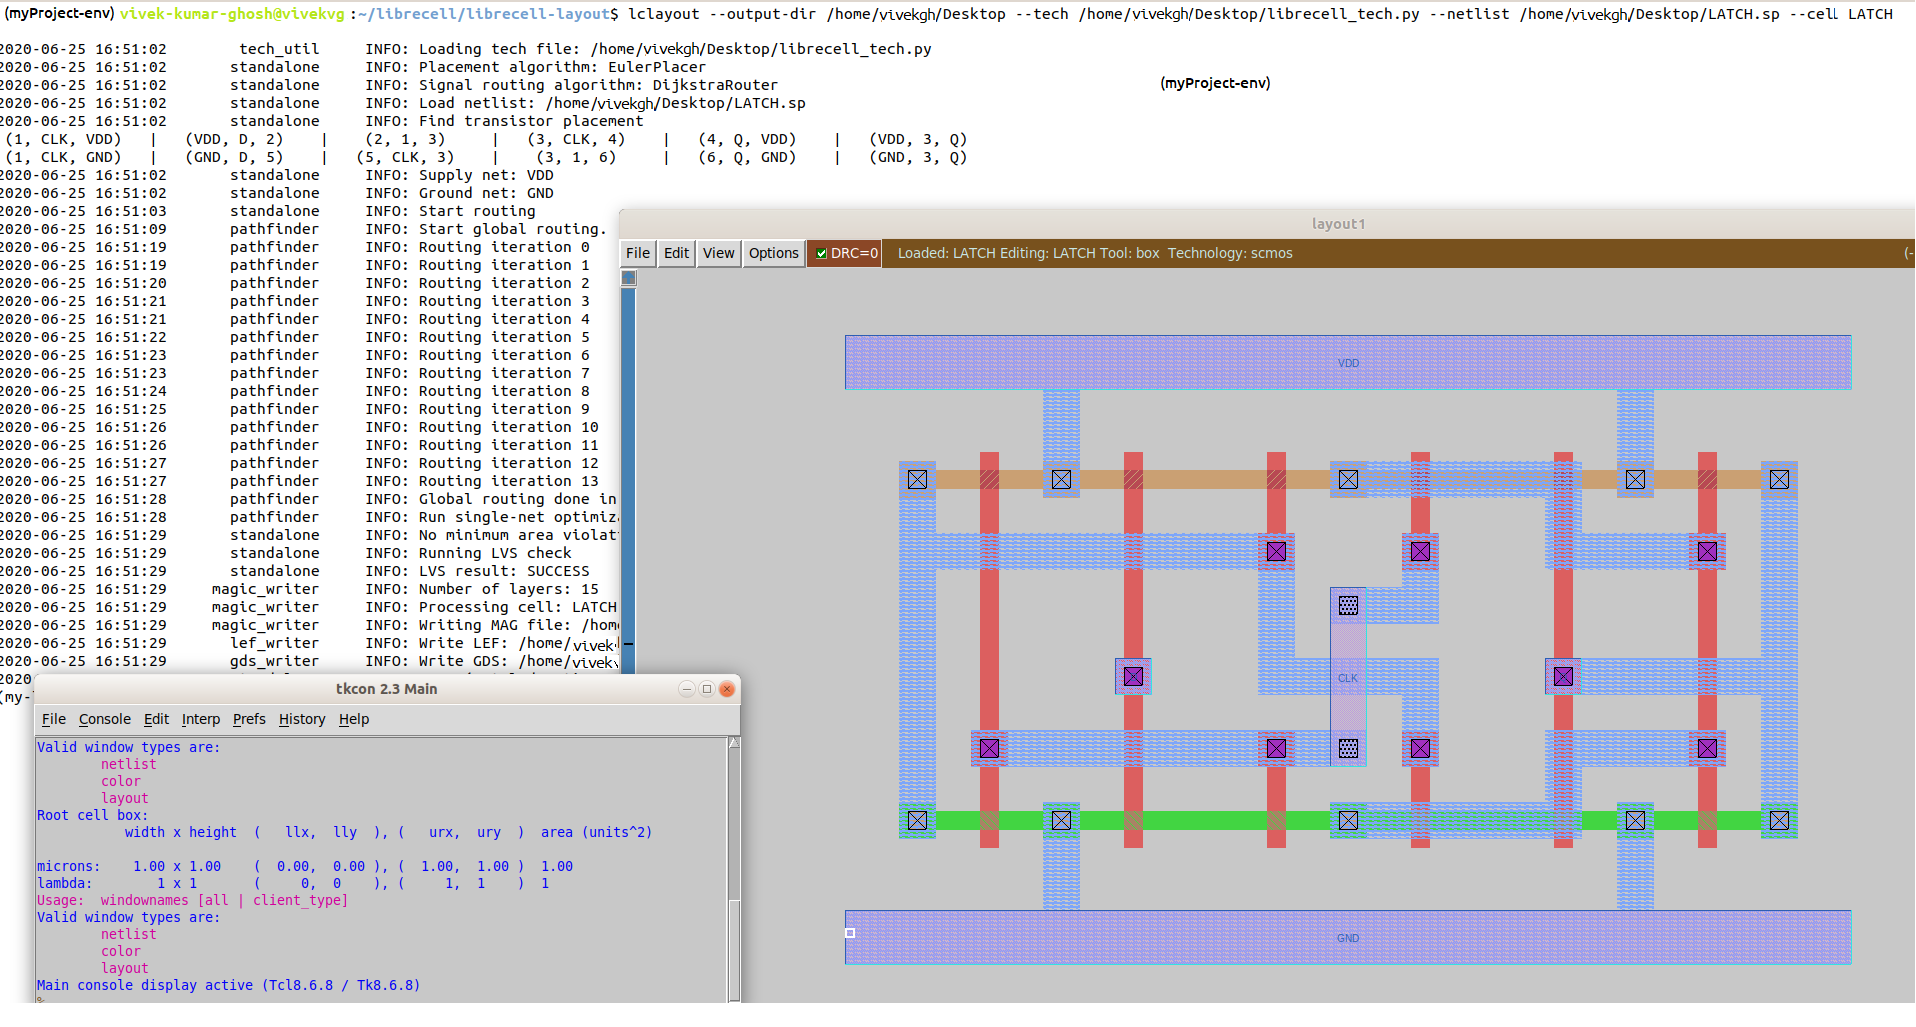 (myProject-env) vivek-kumar-ghosh@vivekvg :~/librecell/librecell-layout$ lclayout --output-dir /home/vivekgh/Desktop --tech /home/vivekgh/Desktop/librecell_tech.py --netlist /home/vivekgh/Desktop/LATCH.sp --cell LATCH
2020-06-25 16:51:02 tech_util INFO: Loading tech file: /home/vivekgh/Desktop/librecell_tech.py
2020-06-25 16:51:02 standalone INFO: Placement algorithm: EulerPlacer
2020-06-25 16:51:02 standalone INFO: Signal routing algorithm: DijkstraRouter
(myProject-env)
2020-06-25 16:51:02 standalone INFO: Load netlist: /home/vivekgh/Desktop/LATCH.sp
2020-06-25 16:51:02 standalone INFO: Find transistor placement
(1, CLK, VDD) | (VDD, D, 2) | (2, 1, 3) | (3, CLK, 4) | (4, Q, VDD) | (VDD, 3, Q)
(1, CLK, GND) | (GND, D, 5) | (5, CLK, 3) | (3, 1, 6) | (6, Q, GND) | (GND, 3, Q)
2020-06-25 16:51:02 standalone INFO: Supply net: VDD
2020-06-25 16:51:02 standalone INFO: Ground net: GND
2020-06-25 16:51:03 standalone INFO: Start routing
2020-06-25 16:51:09 pathfinder INFO: Start global routing.
2020-06-25 16:51:19 pathfinder INFO: Routing iteration 0
2020-06-25 16:51:19 pathfinder INFO: Routing iteration 1
2020-06-25 16:51:20 pathfinder INFO: Routing iteration 2
2020-06-25 16:51:21 pathfinder INFO: Routing iteration 3
2020-06-25 16:51:21 pathfinder INFO: Routing iteration 4
2020-06-25 16:51:22 pathfinder INFO: Routing iteration 5
2020-06-25 16:51:23 pathfinder INFO: Routing iteration 6
2020-06-25 16:51:23 pathfinder INFO: Routing iteration 7
2020-06-25 16:51:24 pathfinder INFO: Routing iteration 8
2020-06-25 16:51:25 pathfinder INFO: Routing iteration 9
2020-06-25 16:51:26 pathfinder INFO: Routing iteration 10
2020-06-25 16:51:26 pathfinder INFO: Routing iteration 11
2020-06-25 16:51:27 pathfinder INFO: Routing iteration 12
2020-06-25 16:51:27 pathfinder INFO: Routing iteration 13
2020-06-25 16:51:28 pathfinder INFO: Global routing done in
2020-06-25 16:51:28 pathfinder INFO: Run single-net optimiz
2020-06-25 16:51:29 standalone INFO: No minimum area violat
2020-06-25 16:51:29 standalone INFO: Running LVS check
2020-06-25 16:51:29 standalone INFO: LVS result: SUCCESS
2020-06-25 16:51:29 magic_writer INFO: Number of layers: 15
2020-06-25 16:51:29 magic_writer INFO: Processing cell: LATCH
2020-06-25 16:51:29 magic_writer INFO: Writing MAG file: /hom
2020-06-25 16:51:29 lef_writer INFO: Write LEF: /home/vivek
2020-06-25 16:51:29 gds_writer INFO: Write GDS: /home/vivek
2020
(my-
layout1
File Edit View Options DRC=0 Loaded: LATCH Editing: LATCH Tool: box Technology: scmos (-
VDD
CLK
GND
tkcon 2.3 Main
File Console Edit Interp Prefs History Help
Valid window types are:
netlist
color
layout
Root cell box:
width x height ( llx, lly ), ( urx, ury ) area (units^2)
microns: 1.00 x 1.00 ( 0.00, 0.00 ), ( 1.00, 1.00 ) 1.00
lambda: 1 x 1 ( 0, 0 ), ( 1, 1 ) 1
Usage: windownames [all | client_type]
Valid window types are:
netlist
color
layout
Main console display active (Tcl8.6.8 / Tk8.6.8)
%